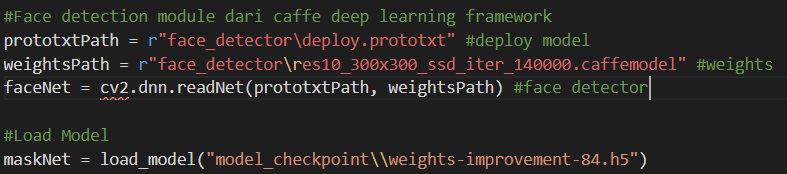 #Face detection module dari caffe deep learning framework
prototxtPath = r"face_detector\deploy.prototxt" #deploy model
weightsPath = r"face_detector\res10_300x300_ssd_iter_140000.caffemodel" #weights
faceNet = cv2.dnn.readNet(prototxtPath, weightsPath) #face detector
#Load Model
maskNet = load_model("model_checkpoint\\weights-improvement-84.h5")